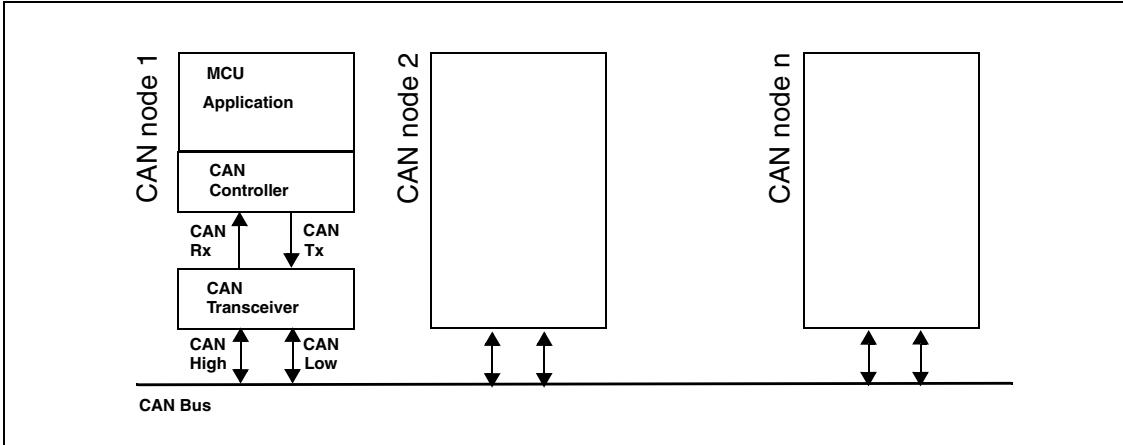 CAN node 1
MCU
Application
CAN
Controller
CAN
Rx
CAN
Tx
CAN
Transceiver
CAN
High
CAN
Low
CAN node 2
CAN node n
CAN Bus